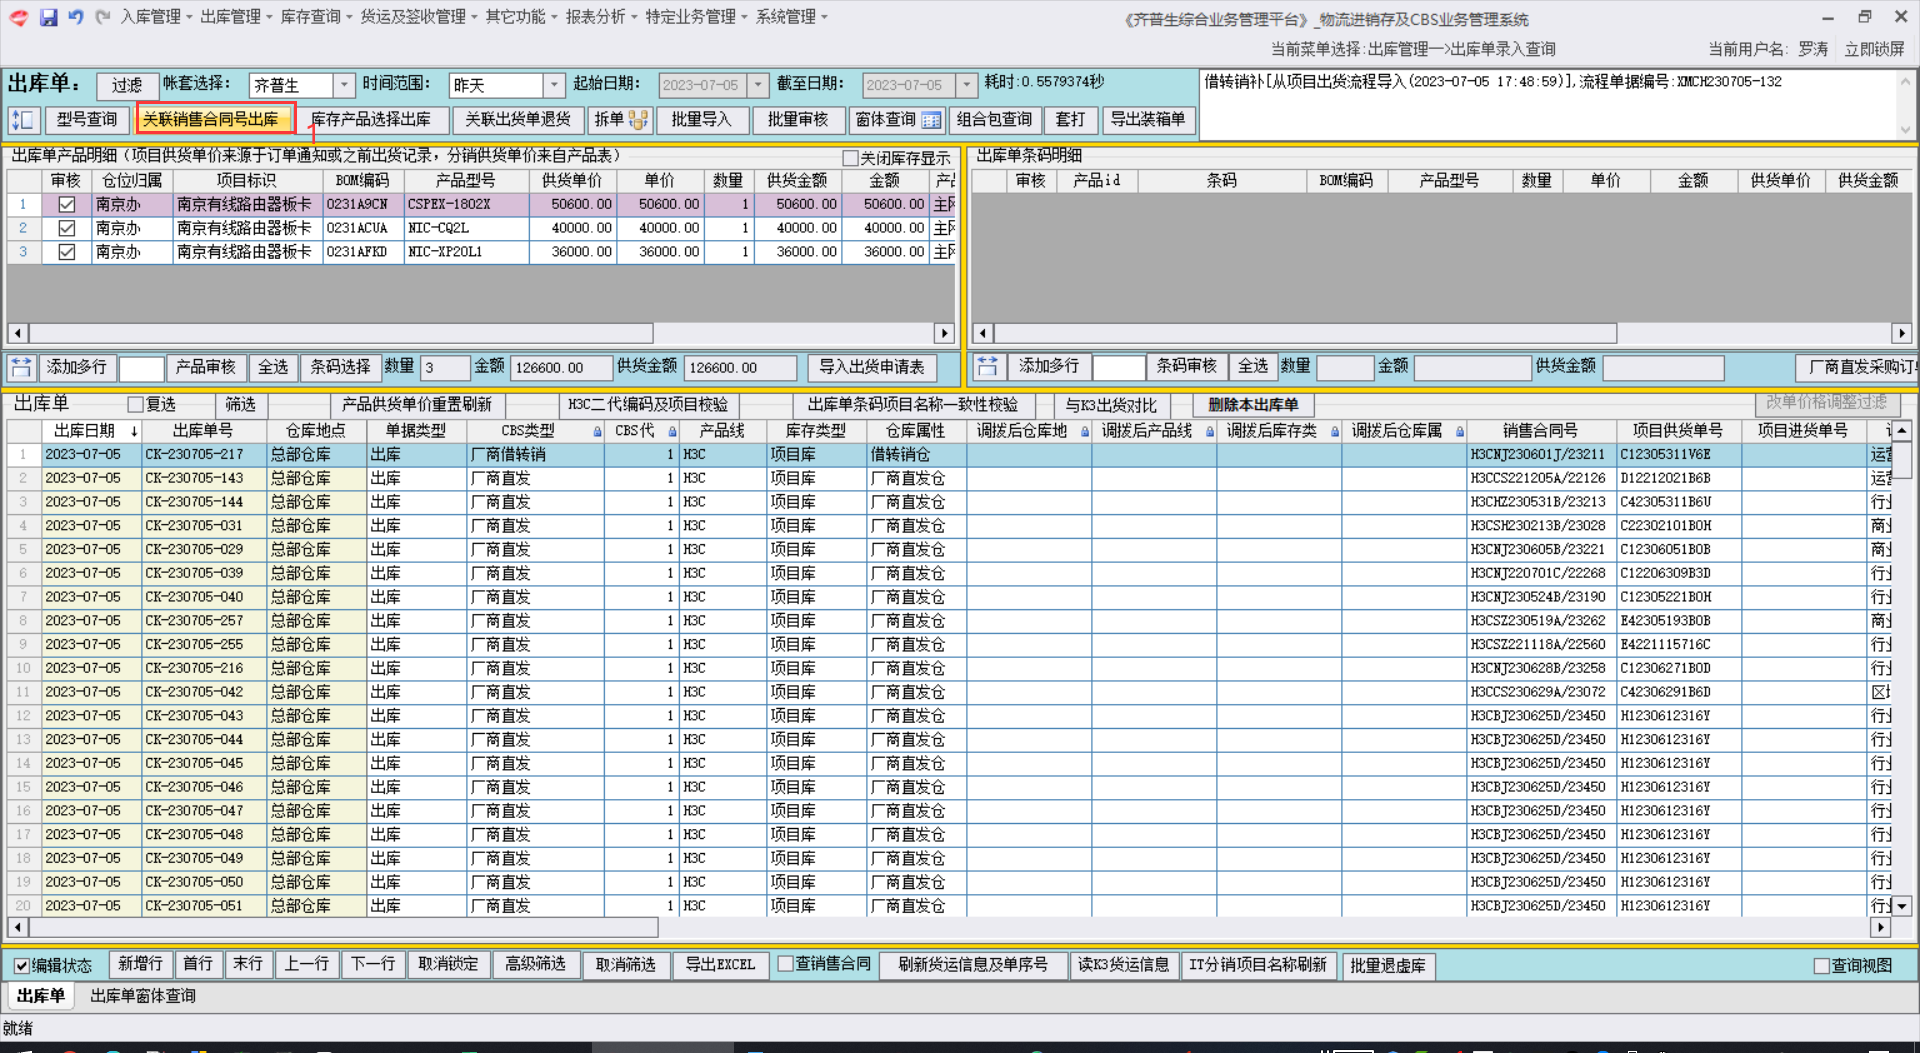 入库管理 出库管理 库存查询 货运及签收管理 其它功能 报表分析 特定业务管理 系统管理
《齐普生综合业务管理平台》_物流进销存及CBS业务管理系统
当前菜单选择:出库管理—>出库单录入查询 当前用户名: 罗涛 立即锁屏
出库单: 过滤 帐套选择: 齐普生 时间范围: 昨天 起始日期: 2023-07-05 截至日期: 2023-07-05 耗时:0.5579374秒
借转销补[从项目出货流程导入(2023-07-05 17:48:59)],流程单据编号:XMCH230705-132
型号查询 关联销售合同号出库 1 库存产品选择出库 关联出货单退货 拆单 批量导入 批量审核 窗体查询 组合包查询 套打 导出装箱单
出库单产品明细（项目供货单价来源于订单通知或之前出货记录，分销供货单价来自产品表） 关闭库存显示
审核 仓位归属 项目标识 BOM编码 产品型号 供货单价 单价 数量 供货金额 金额
1 南京办 南京有线路由器板卡 0231A9CN CSPEX-1802X 50600.00 50600.00 1 50600.00 50600.00
2 南京办 南京有线路由器板卡 0231ACUA NIC-CQ2L 40000.00 40000.00 1 40000.00 40000.00
3 南京办 南京有线路由器板卡 0231AFKD NIC-XP20L1 36000.00 36000.00 1 36000.00 36000.00
添加多行 产品审核 全选 条码选择 数量 3 金额 126600.00 供货金额 126600.00 导入出货申请表
出库单条码明细
审核 产品id 条码 BOM编码 产品型号 数量 单价 金额 供货单价 供货金额
添加多行 条码审核 全选 数量 金额 供货金额 厂商直发采购订
出库单 复选 筛选 产品供货单价重置刷新 H3C二代编码及项目校验 出库单条码项目名称一致性校验 与K3出货对比 删除本出库单 改单价格调整过滤
出库日期 出库单号 仓库地点 单据类型 CBS类型 CBS代 产品线 库存类型 仓库属性 调拨后仓库地 调拨后产品线 调拨后库存类 调拨后仓库属 销售合同号 项目供货单号 项目进货单号
1 2023-07-05 CK-230705-217 总部仓库 出库 厂商借转销 1 H3C 项目库 借转销仓 H3CNJ230601J/23211 C12305311V6E 运营
2 2023-07-05 CK-230705-143 总部仓库 出库 厂商直发 1 H3C 项目库 厂商直发仓 H3CCS221205A/22126 D12212021B6B 运营
3 2023-07-05 CK-230705-144 总部仓库 出库 厂商直发 1 H3C 项目库 厂商直发仓 H3CHZ230531B/23213 C42305311B6U 行业
4 2023-07-05 CK-230705-031 总部仓库 出库 厂商直发 1 H3C 项目库 厂商直发仓 H3CSH230213B/23028 C22302101B0H 商业
5 2023-07-05 CK-230705-029 总部仓库 出库 厂商直发 1 H3C 项目库 厂商直发仓 H3CNJ230605B/23221 C12306051B0B 商业
6 2023-07-05 CK-230705-039 总部仓库 出库 厂商直发 1 H3C 项目库 厂商直发仓 H3CNJ220701C/22268 C12206309B3D 行业
7 2023-07-05 CK-230705-040 总部仓库 出库 厂商直发 1 H3C 项目库 厂商直发仓 H3CNJ230524B/23190 C12305221B0H 行业
8 2023-07-05 CK-230705-257 总部仓库 出库 厂商直发 1 H3C 项目库 厂商直发仓 H3CSZ230519A/23262 E42305193B0B 商业
9 2023-07-05 CK-230705-255 总部仓库 出库 厂商直发 1 H3C 项目库 厂商直发仓 H3CSZ221118A/22560 E4221115716C 行业
10 2023-07-05 CK-230705-216 总部仓库 出库 厂商直发 1 H3C 项目库 厂商直发仓 H3CNJ230628B/23258 C12306271B0D 行业
11 2023-07-05 CK-230705-042 总部仓库 出库 厂商直发 1 H3C 项目库 厂商直发仓 H3CCS230629A/23072 C42306291B6D 区
12 2023-07-05 CK-230705-043 总部仓库 出库 厂商直发 1 H3C 项目库 厂商直发仓 H3CBJ230625D/23450 H1230612316Y 行业
13 2023-07-05 CK-230705-044 总部仓库 出库 厂商直发 1 H3C 项目库 厂商直发仓 H3CBJ230625D/23450 H1230612316Y 行业
14 2023-07-05 CK-230705-045 总部仓库 出库 厂商直发 1 H3C 项目库 厂商直发仓 H3CBJ230625D/23450 H1230612316Y 行业
15 2023-07-05 CK-230705-046 总部仓库 出库 厂商直发 1 H3C 项目库 厂商直发仓 H3CBJ230625D/23450 H1230612316Y 行业
16 2023-07-05 CK-230705-047 总部仓库 出库 厂商直发 1 H3C 项目库 厂商直发仓 H3CBJ230625D/23450 H1230612316Y 行业
17 2023-07-05 CK-230705-048 总部仓库 出库 厂商直发 1 H3C 项目库 厂商直发仓 H3CBJ230625D/23450 H1230612316Y 行业
18 2023-07-05 CK-230705-049 总部仓库 出库 厂商直发 1 H3C 项目库 厂商直发仓 H3CBJ230625D/23450 H1230612316Y 行业
19 2023-07-05 CK-230705-050 总部仓库 出库 厂商直发 1 H3C 项目库 厂商直发仓 H3CBJ230625D/23450 H1230612316Y 行业
20 2023-07-05 CK-230705-051 总部仓库 出库 厂商直发 1 H3C 项目库 厂商直发仓 H3CBJ230625D/23450 H1230612316Y 行业
编辑状态 新增行 首行 末行 上一行 下一行 取消锁定 高级筛选 取消筛选 导出EXCEL 查销售合同 刷新货运信息及单序号 读K3货运信息 IT分销项目名称刷新 批量退虚库 查询视图
出库单 出库单窗体查询
就绪